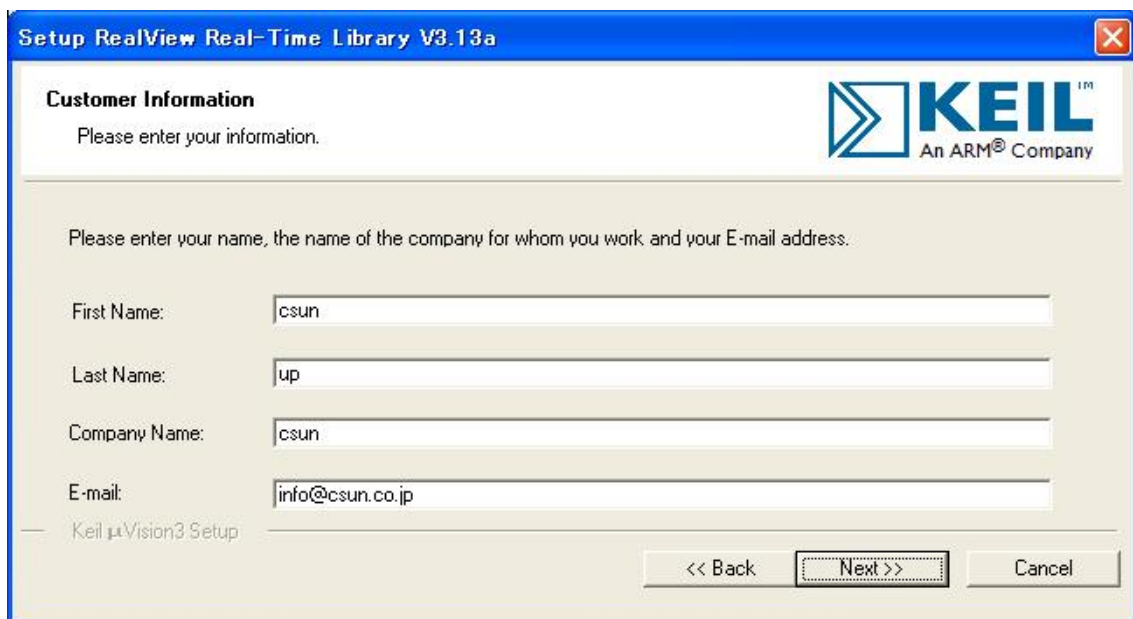 Setup RealView Real-Time Library V3.13a
Customer Information
Please enter your information.
KEIL™
An ARM® Company
Please enter your name, the name of the company for whom you work and your E-mail address.
First Name: csun
Last Name: up
Company Name: csun
E-mail: info@csun.co.jp
Keil µVision3 Setup
<< Back Next >> Cancel